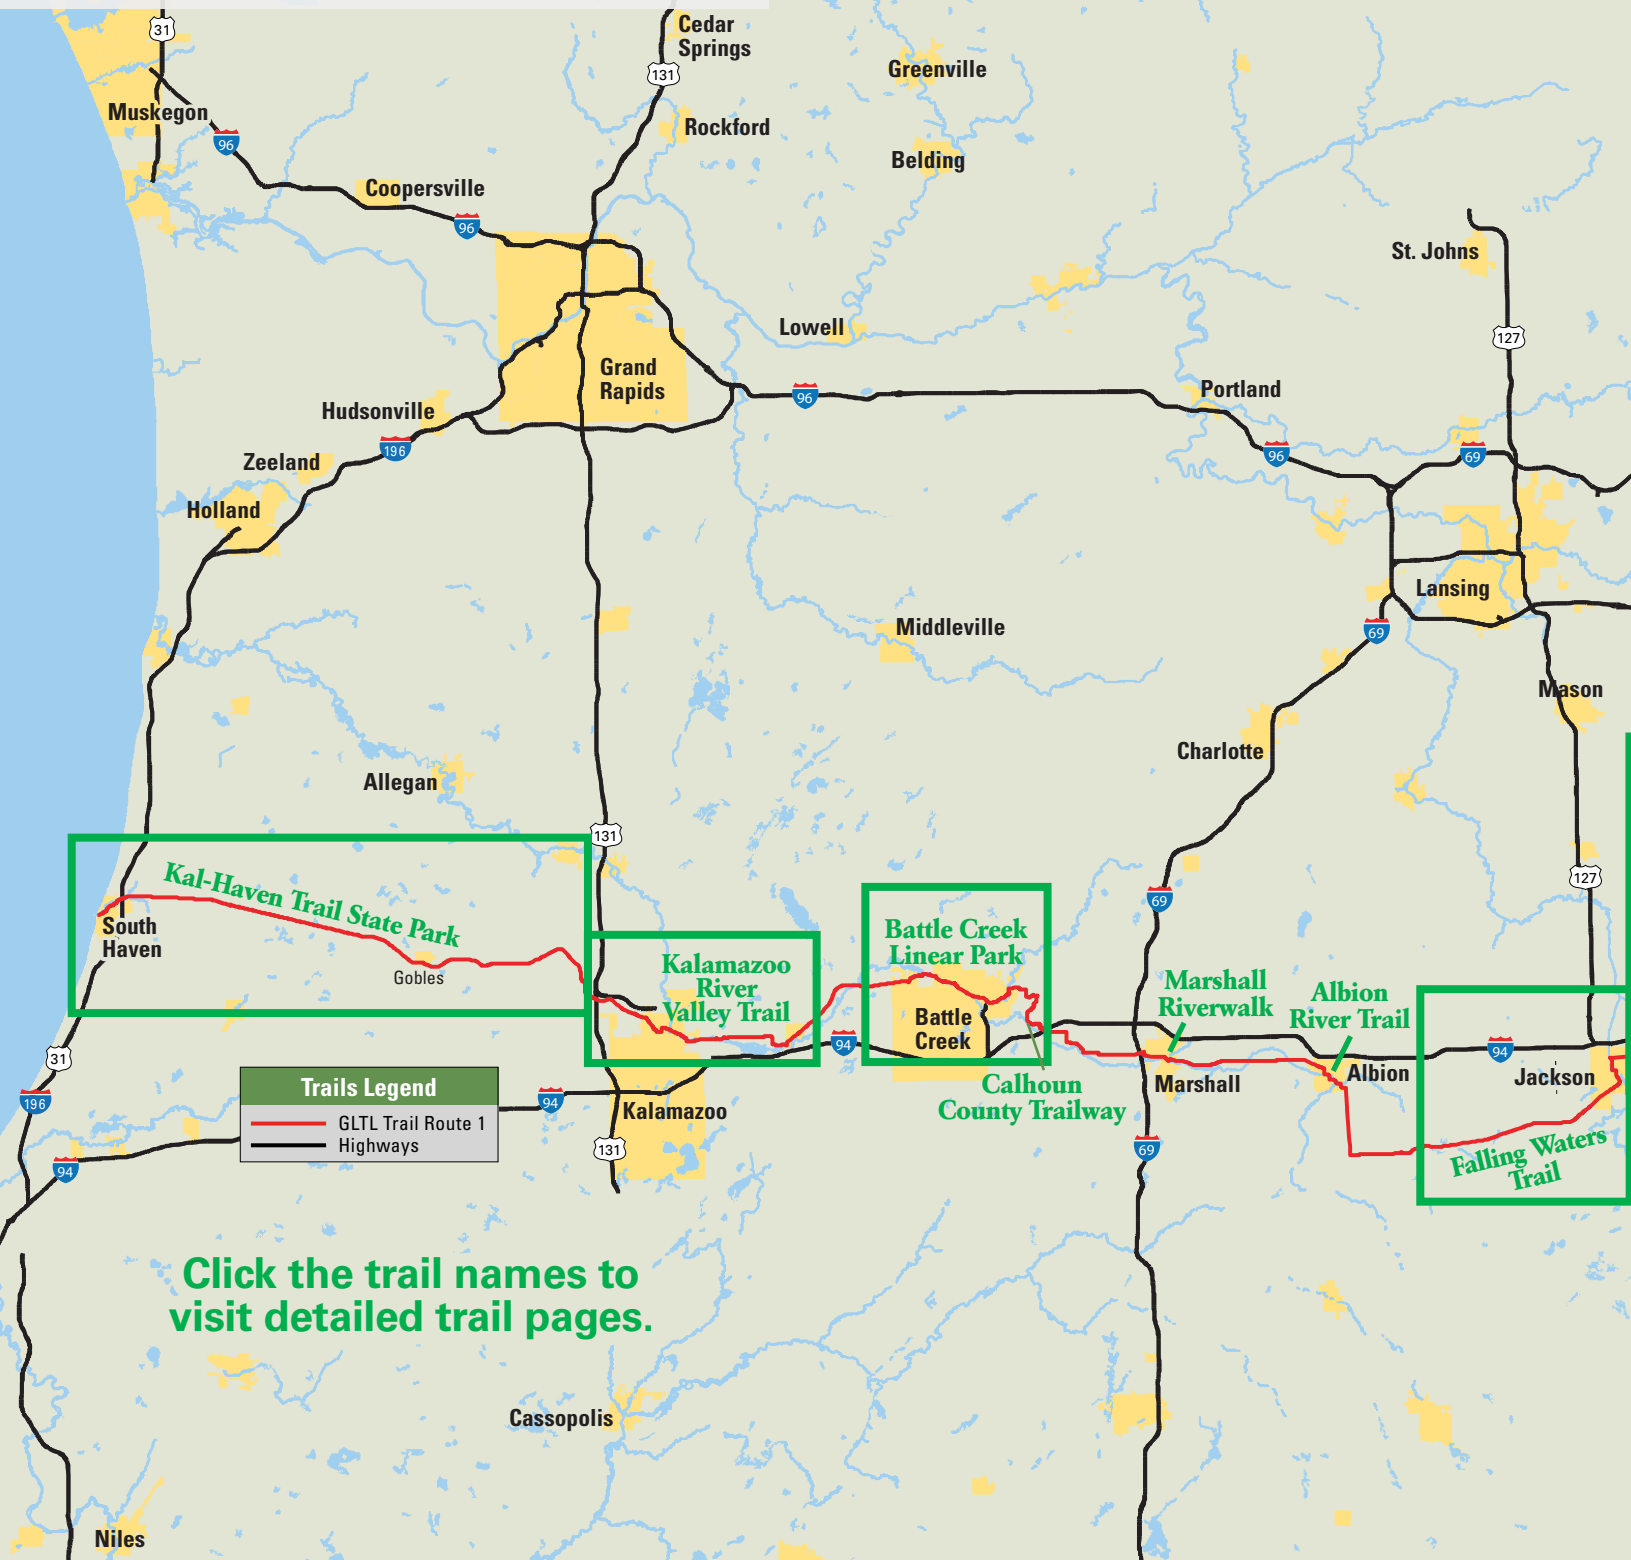 31
Cedar
Springs
131
Greenville
Muskegon
Rockford
96
Belding
Coopersville
96
St. Johns
Lowell
127
Grand
Rapids
96
Portland
Hudsonville
196
96
69
Zeeland
Holland
Lansing
Middleville
69
Mason
Charlotte
Allegan
131
127
69
Kal-Haven Trail State Park
South
Haven
Gobles
Battle Creek
Linear Park
Kalamazoo
River
Valley Trail
Marshall
Riverwalk
Albion
River Trail
Battle
Creek
94
31
94
Calhoun
County Trailway
Marshall
Albion
Jackson
Trails Legend
GLTL Trail Route 1
Highways
196
94
Kalamazoo
131
69
94
Falling Waters
Trail
Click the trail names to
visit detailed trail pages.
Cassopolis
Niles